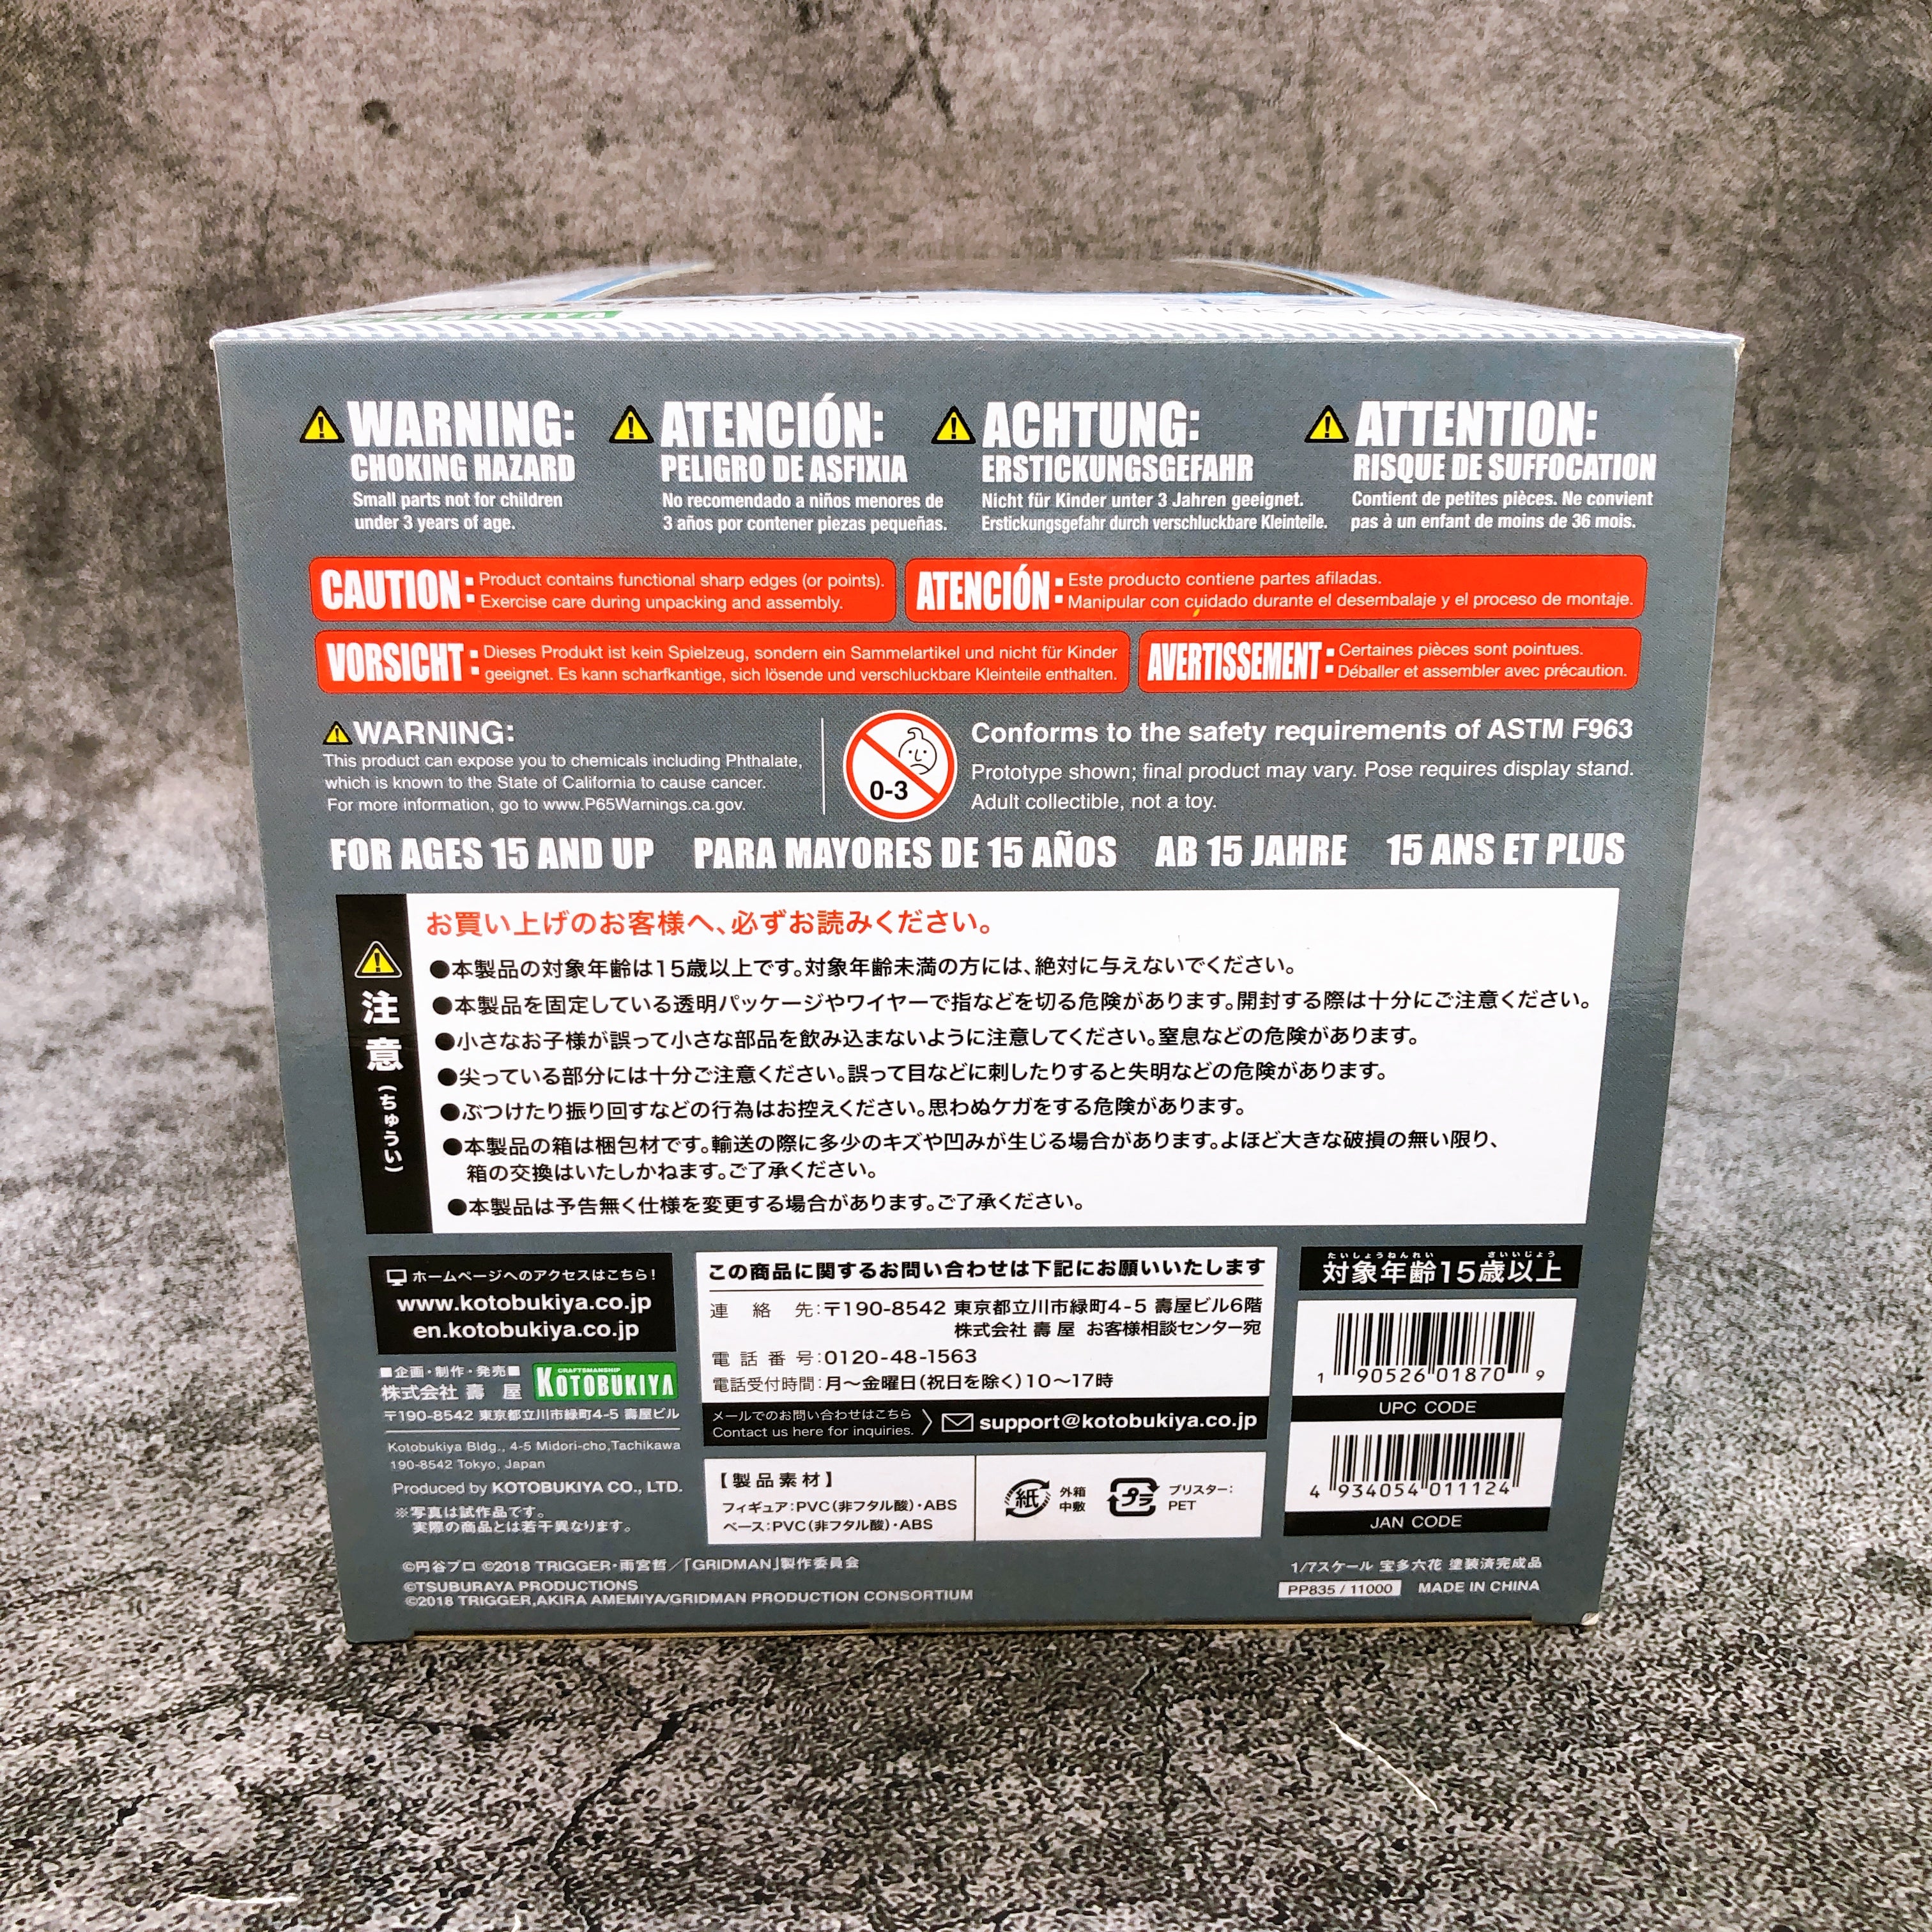 WARNING:
CHOKING HAZARD
Small parts not for children
under 3 years of age.
ATENCIÓN:
PELIGRO DE ASFIXIA
No recomendado a niños menores de
3 años por contener piezas pequeñas.
ACHTUNG:
ERSTICKUNGSGEFAHR
Nicht für Kinder unter 3 Jahren geeignet.
Erstickungsgefahr durch verschluckbare Kleinteile.
ATTENTION:
RISQUE DE SUFFOCATION
Contient de petites pièces. Ne convient
pas à un enfant de moins de 36 mois.
CAUTION: Product contains functional sharp edges (or points).
Exercise care during unpacking and assembly.
ATENCIÓN: Este producto contiene partes afiladas.
Manipular con cuidado durante el desembalaje y el proceso de montaje.
VORSICHT: Dieses Produkt ist kein Spielzeug, sondern ein Sammelartikel und nicht für Kinder
geeignet. Es kann scharfkantige, sich lösende und verschluckbare Kleinteile enthalten.
AVERTISSEMENT: Certaines pièces sont pointues.
Déballer et assembler avec précaution.
WARNING:
This product can expose you to chemicals including Phthalate,
which is known to the State of California to cause cancer.
For more information, go to www.P65Warnings.ca.gov.
0-3
Conforms to the safety requirements of ASTM F963
Prototype shown; final product may vary. Pose requires display stand.
Adult collectible, not a toy.
FOR AGES 15 AND UP PARA MAYORES DE 15 AÑOS AB 15 JAHRE 15 ANS ET PLUS
注意(ちゅうい)
お買い上げのお客様へ、必ずお読みください。
●本製品の対象年齢は15歳以上です。対象年齢未満の方には、絶対に与えないでください。
●本製品を固定している透明パッケージやワイヤーで指などを切る危険があります。開封する際は十分にご注意ください。
●小さなお子様が誤って小さな部品を飲み込まないように注意してください。窒息などの危険があります。
●尖っている部分には十分ご注意ください。誤って目などに刺したりすると失明などの危険があります。
●ぶつけたり振り回すなどの行為はお控えください。思わぬケガをする危険があります。
●本製品の箱は梱包材です。輸送の際に多少のキズや凹みが生じる場合があります。よほど大きな破損の無い限り、
箱の交換はいたしかねます。ご了承ください。
●本製品は予告無く仕様を変更する場合があります。ご了承ください。
ホームページへのアクセスはこちら!
www.kotobukiya.co.jp
en.kotobukiya.co.jp
■企画・制作・発売■
株式会社 壽 屋
CRAFTSMANSHIP
KOTOBUKIYA
〒190-8542 東京都立川市緑町4-5 壽屋ビル
Kotobukiya Bldg., 4-5 Midori-cho,Tachikawa
190-8542 Tokyo, Japan
Produced by KOTOBUKIYA CO., LTD.
※写真は試作品です。
実際の商品とは若干異なります。
この商品に関するお問い合わせは下記にお願いいたします
連絡先:〒190-8542 東京都立川市緑町4-5 壽屋ビル6階
株式会社 壽 屋 お客様相談センター宛
電話番号:0120-48-1563
電話受付時間:月〜金曜日(祝日を除く)10〜17時
メールでのお問い合わせはこちら
Contact us here for inquiries.
support@kotobukiya.co.jp
【製品素材】
フィギュア:PVC(非フタル酸)・ABS
ベース:PVC(非フタル酸)・ABS
紙
外箱
中敷
プラ
ブリスター:
PET
たいしょうねんれい さいいじょう
対象年齢15歳以上
1 90526 01870 9
UPC CODE
4 934054 011124
JAN CODE
©円谷プロ ©2018 TRIGGER・雨宮哲/「GRIDMAN」製作委員会
©TSUBURAYA PRODUCTIONS
©2018 TRIGGER,AKIRA AMEMIYA/GRIDMAN PRODUCTION CONSORTIUM
1/7スケール 宝多六花 塗装済完成品
PP835 / 11000 MADE IN CHINA